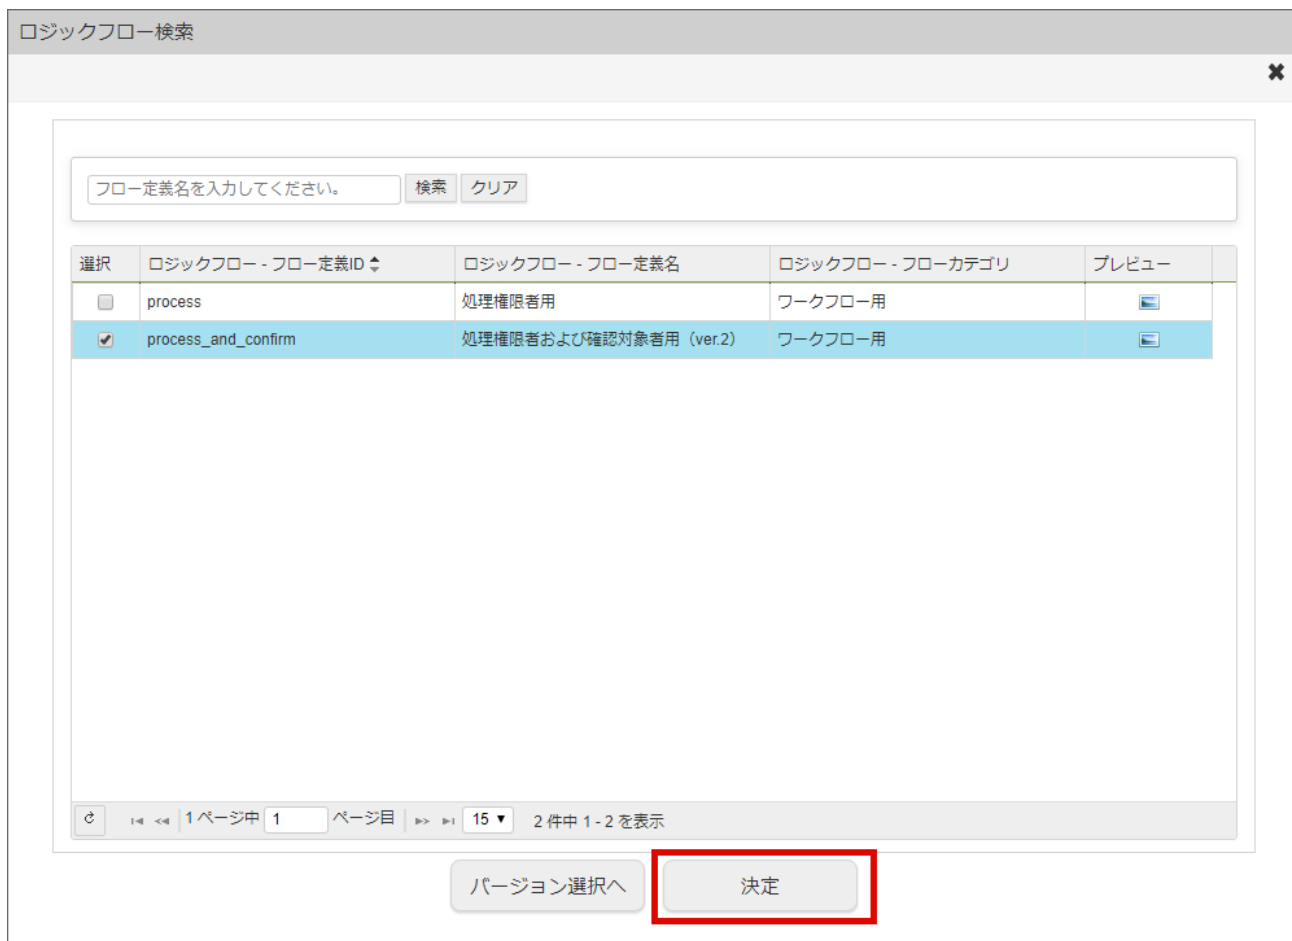 ロジックフロー検索
フロー定義名を入力してください。 検索 クリア
選択 ロジックフロー - フロー定義ID ロジックフロー - フロー定義名 ロジックフロー - フローカテゴリ プレビュー
process 処理権限者用 ワークフロー用
process_and_confirm 処理権限者および確認対象者用（ver.2） ワークフロー用
1 ページ中 1 ページ目 15 2 件中 1 - 2 を表示
バージョン選択へ 決定